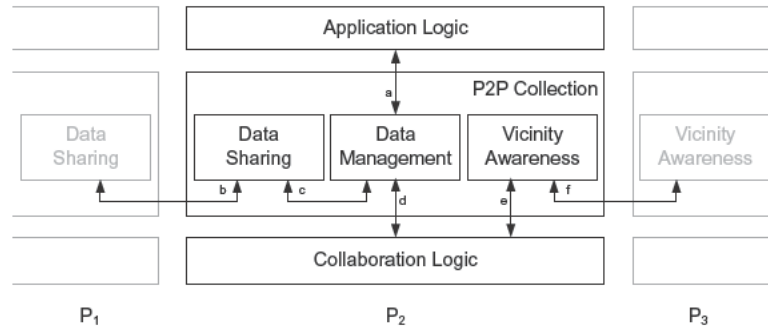 Application Logic
a
P2P Collection
Data
Sharing
Data
Sharing
Data
Management
Vicinity
Awareness
Vicinity
Awareness
b
c
d
e
f
Collaboration Logic
P1
P2
P3